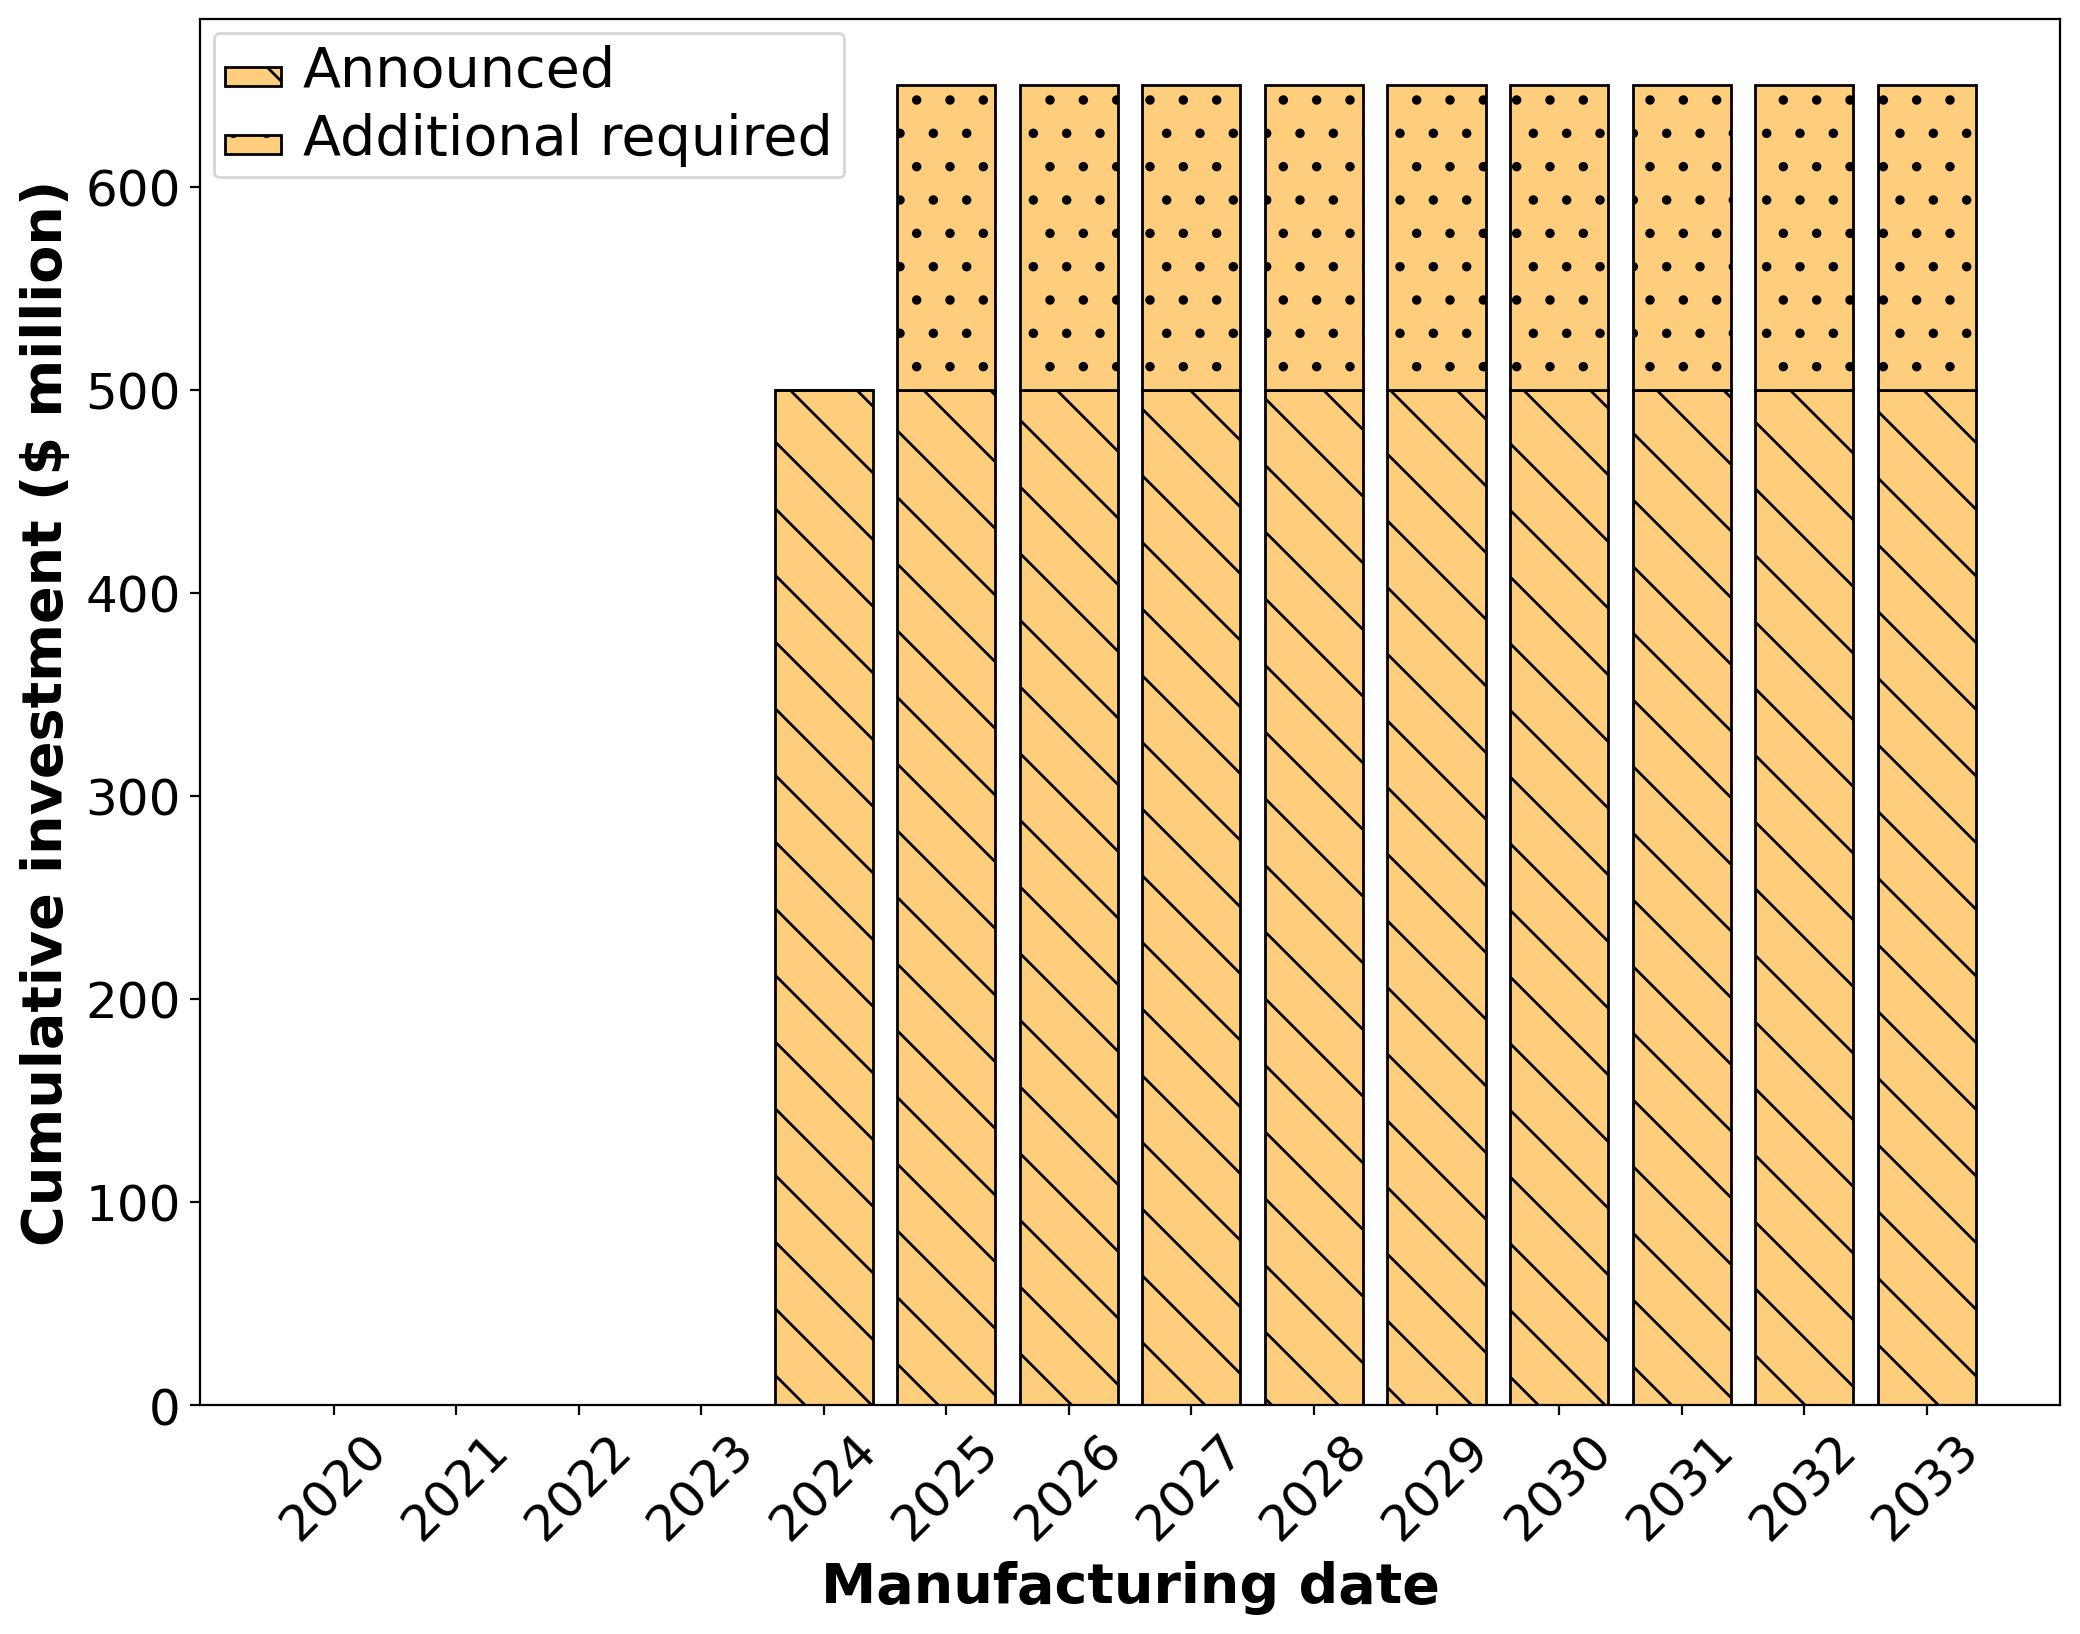 Announced
Additional required
Cumulative investment ($ million)
600
500
400
300
200
100
0
2020 2021 2022 2023 2024 2025 2026 2027 2028 2029 2030 2031 2032 2033
Manufacturing date